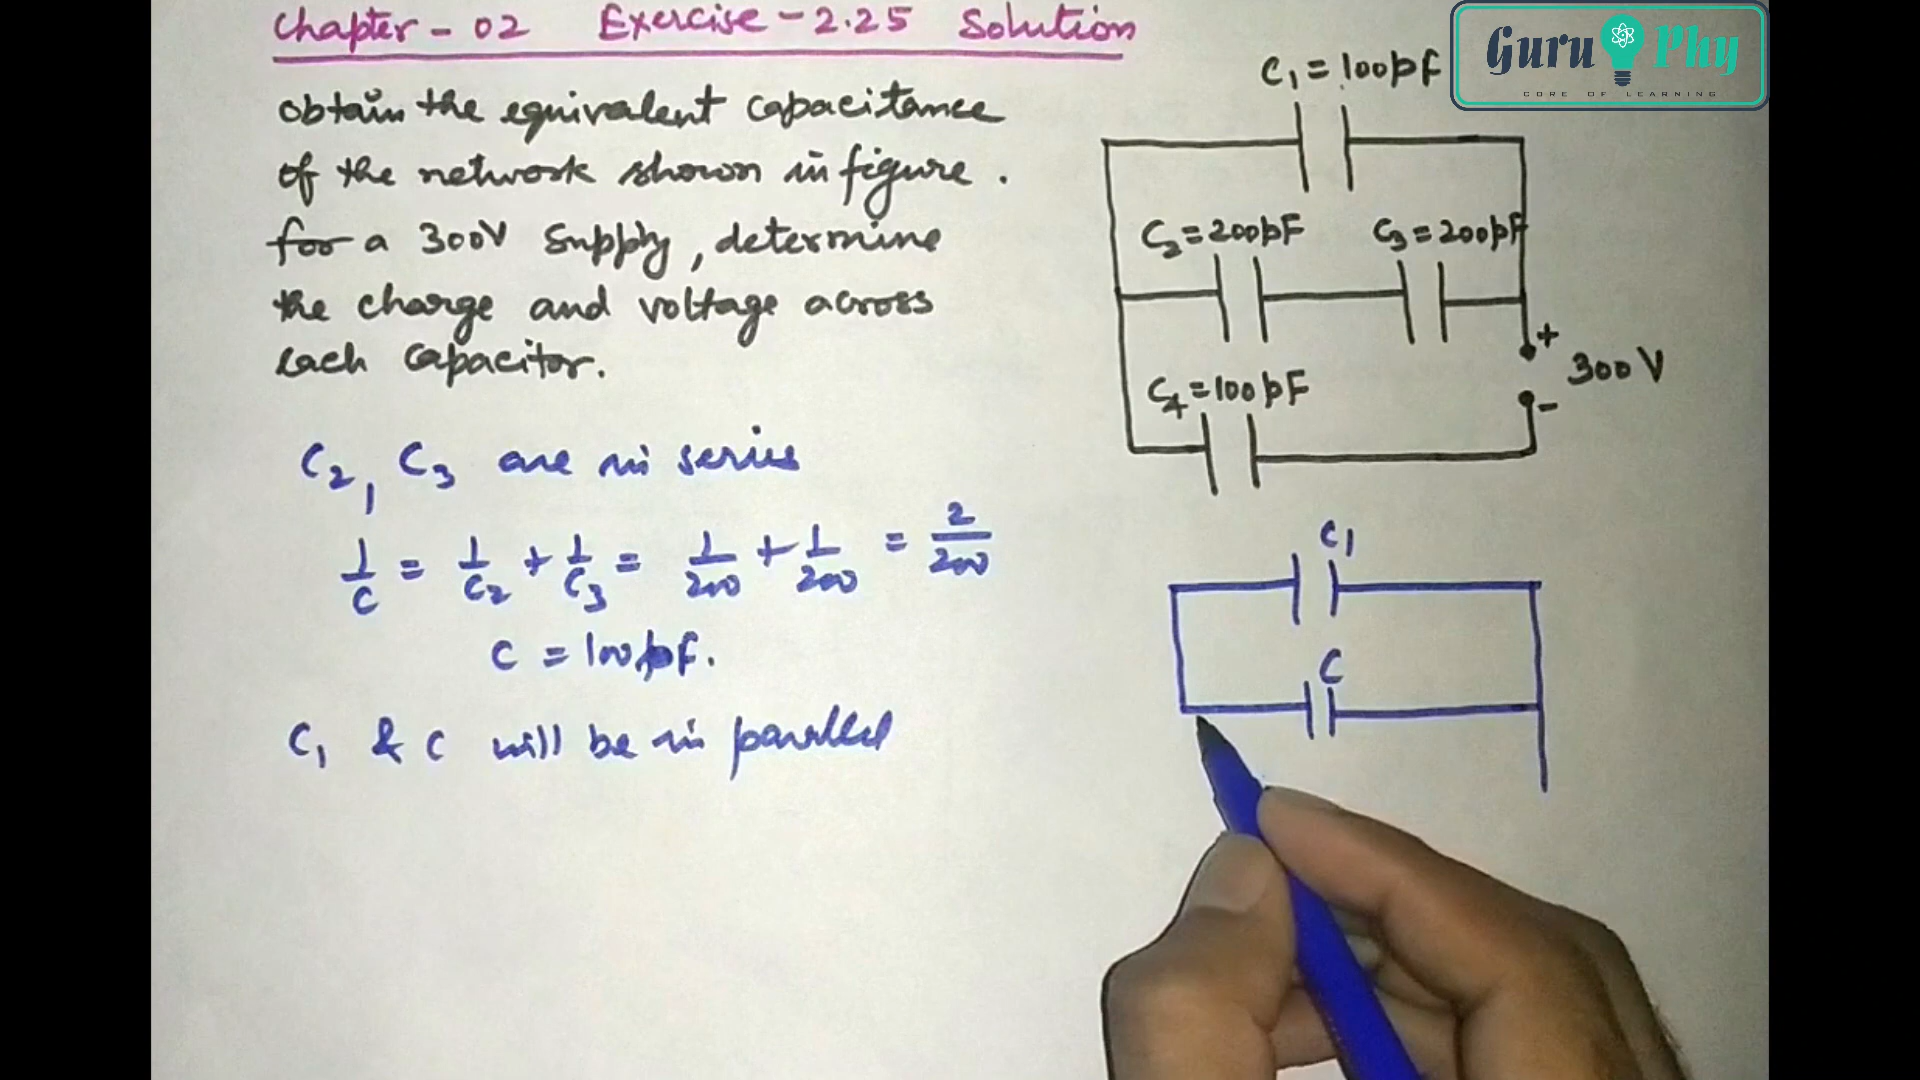 Chapter - 02 Exercise - 2.25 Solution
Obtain the equivalent capacitance
of the network shown in figure.
for a 300V supply, determine
the charge and voltage across
each capacitor.
C₂, C₃ are in series
1/C = 1/C₂ + 1/C₃ = 1/200 + 1/200 = 2/200
C = 100pF.
C₁ & C will be in parallel
Guru Phy
CORE OF LEARNING
C₁ = 100pF
C₂ = 200pF C₃ = 200pF
+
300V
-
C₄ = 100pF
C₁
C